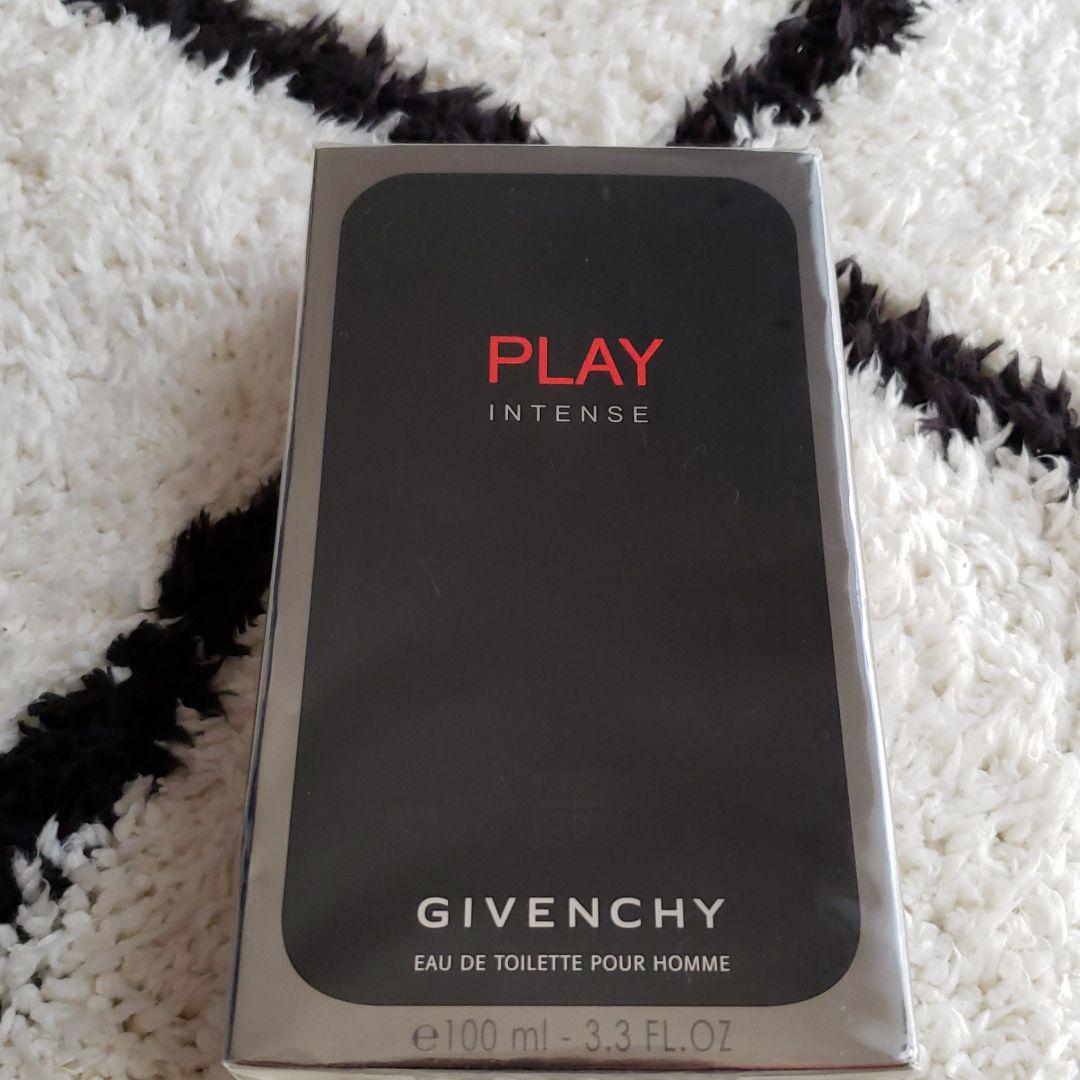 PLAY
INTENSE
GIVENCHY
EAU DE TOILETTE POUR HOMME
℮100 ml - 3.3 FL.OZ